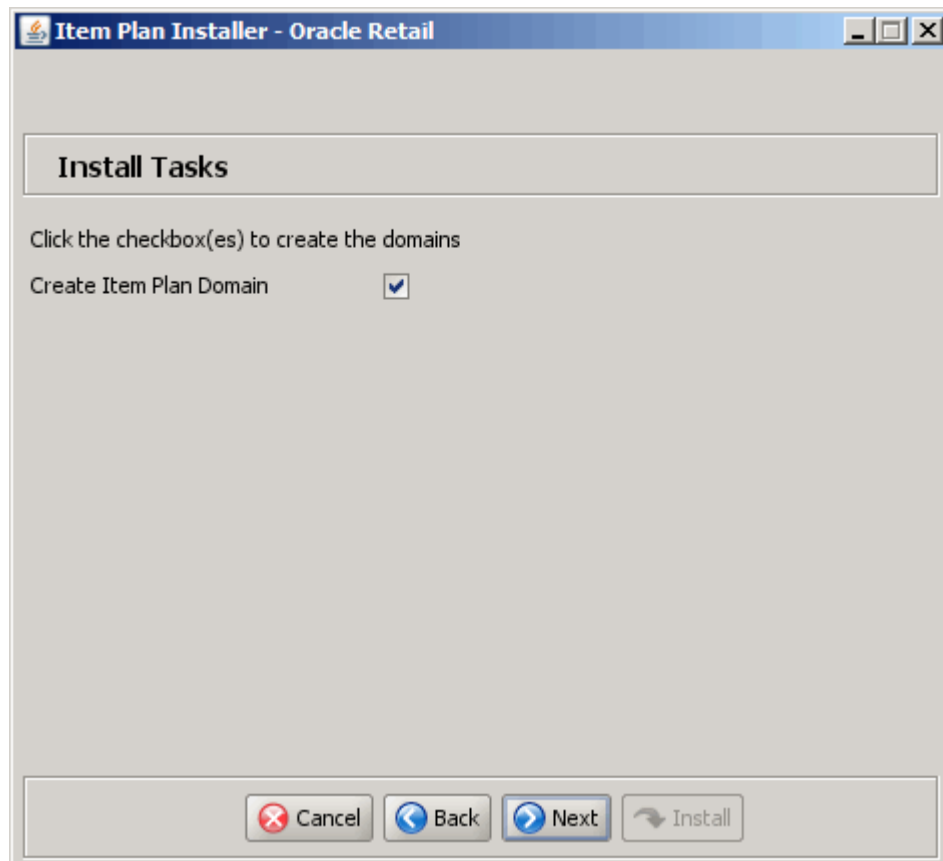 Item Plan Installer - Oracle Retail
Install Tasks
Click the checkbox(es) to create the domains
Create Item Plan Domain
Cancel Back Next Install